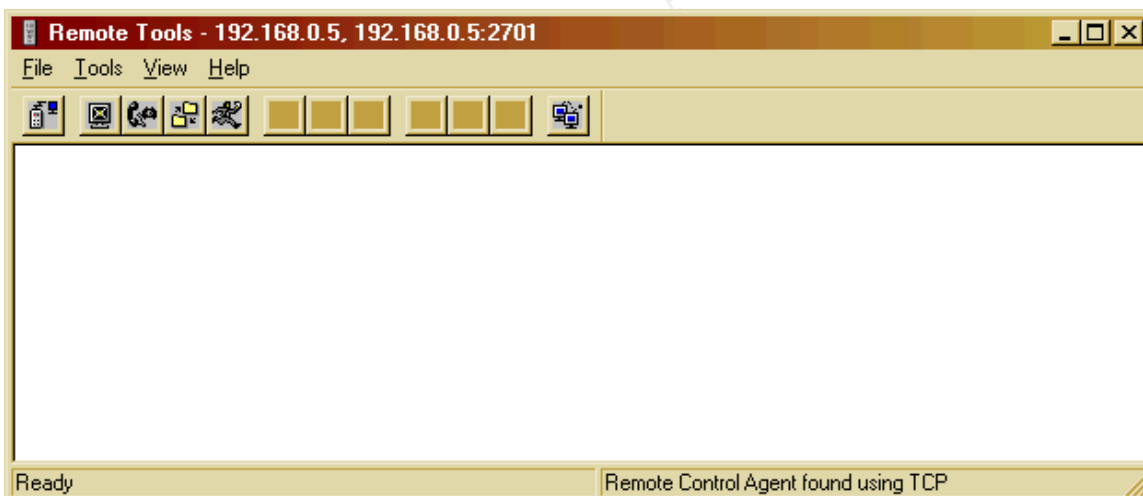 Remote Tools - 192.168.0.5, 192.168.0.5:2701
File Tools View Help
Ready
Remote Control Agent found using TCP